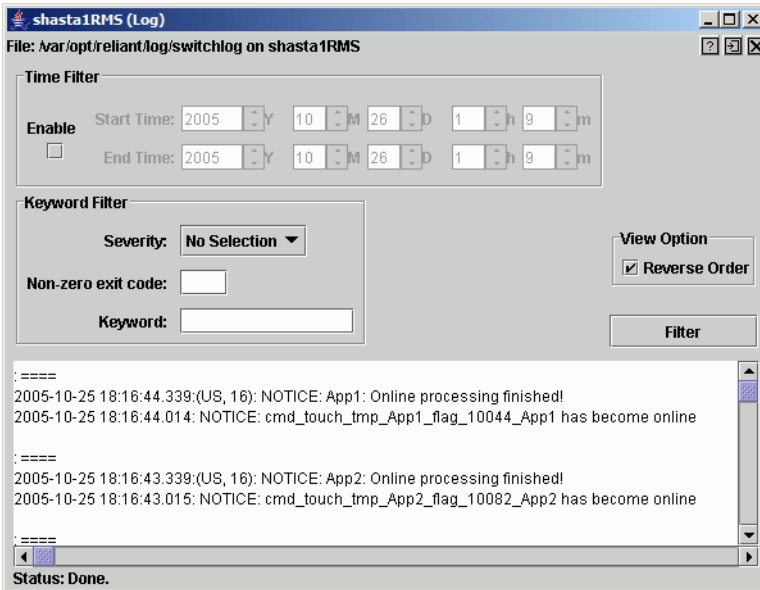 shasta1RMS (Log)
File: /var/opt/reliant/log/switchlog on shasta1RMS
Time Filter
Enable
Start Time: 2005 Y 10 M 26 D 1 h 9 m
End Time: 2005 Y 10 M 26 D 1 h 9 m
Keyword Filter
Severity: No Selection
Non-zero exit code:
Keyword:
View Option
Reverse Order
Filter
: ====
2005-10-25 18:16:44.339:(US, 16): NOTICE: App1: Online processing finished!
2005-10-25 18:16:44.014: NOTICE: cmd_touch_tmp_App1_flag_10044_App1 has become online
: ====
2005-10-25 18:16:43.339:(US, 16): NOTICE: App2: Online processing finished!
2005-10-25 18:16:43.015: NOTICE: cmd_touch_tmp_App2_flag_10082_App2 has become online
: ====
Status: Done.